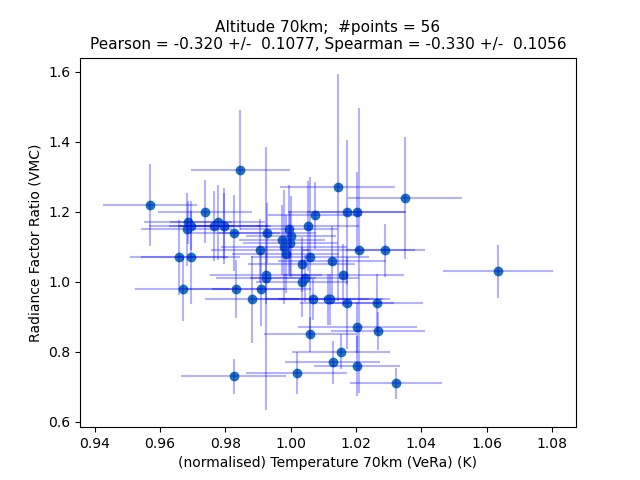 Altitude 70km;  #points = 56
Pearson = -0.320 +/-  0.1077, Spearman = -0.330 +/-  0.1056
1.6
1.4
1.2
1.0
0.8
0.6
Radiance Factor Ratio (VMC)
0.94 0.96 0.98 1.00 1.02 1.04 1.06 1.08
(normalised) Temperature 70km (VeRa) (K)